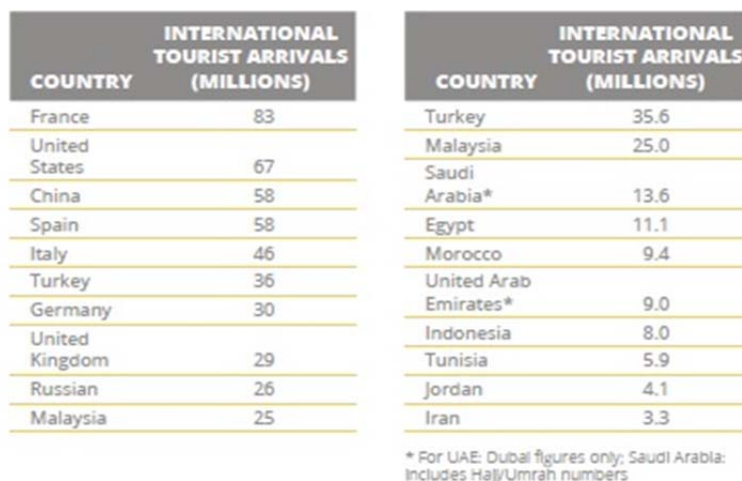 INTERNATIONAL
TOURIST ARRIVALS
COUNTRY (MILLIONS)
France 83
United
States 67
China 58
Spain 58
Italy 46
Turkey 36
Germany 30
United
Kingdom 29
Russian 26
Malaysia 25
INTERNATIONAL
TOURIST ARRIVALS
COUNTRY (MILLIONS)
Turkey 35.6
Malaysia 25.0
Saudi
Arabia* 13.6
Egypt 11.1
Morocco 9.4
United Arab
Emirates* 9.0
Indonesia 8.0
Tunisia 5.9
Jordan 4.1
Iran 3.3
* For UAE: Dubai figures only; Saudi Arabia:
Includes Hajj/Umrah numbers